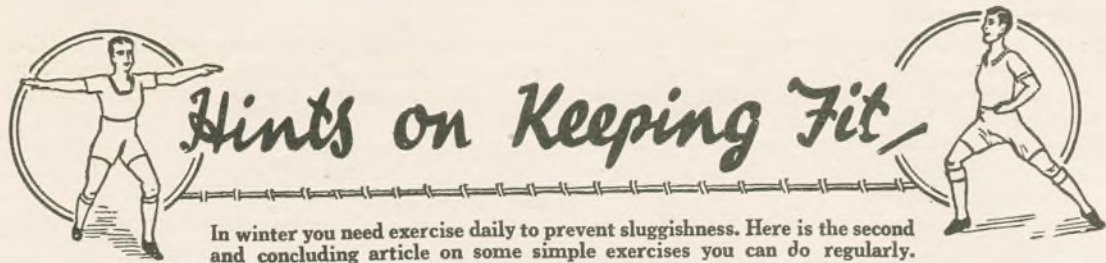 Hints on Keeping Fit
In winter you need exercise daily to prevent sluggishness. Here is the second
and concluding article on some simple exercises you can do regularly.